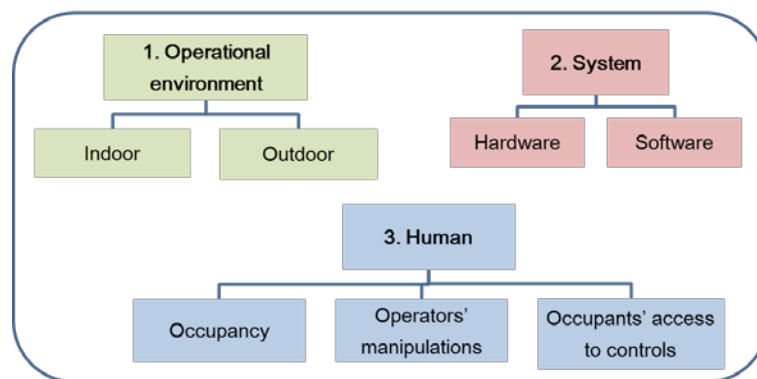 1. Operational
environment
Indoor
Outdoor
2. System
Hardware
Software
3. Human
Occupancy
Operators'
manipulations
Occupants' access
to controls